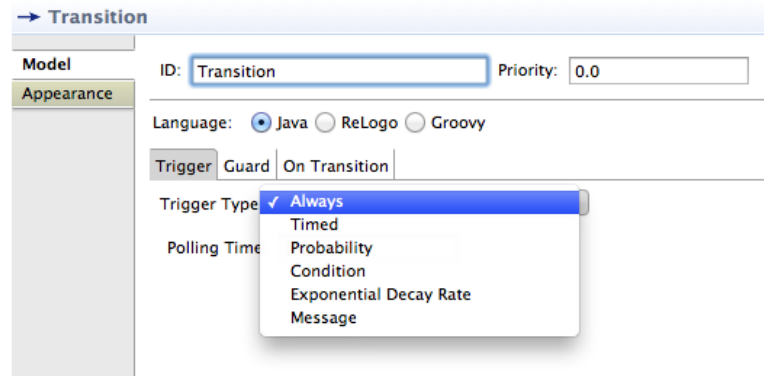 Transition
Model
Appearance
ID: Transition Priority: 0.0
Language: Java ReLogo Groovy
Trigger Guard On Transition
Trigger Type ✓ Always
Timed
Polling Time Probability
Condition
Exponential Decay Rate
Message